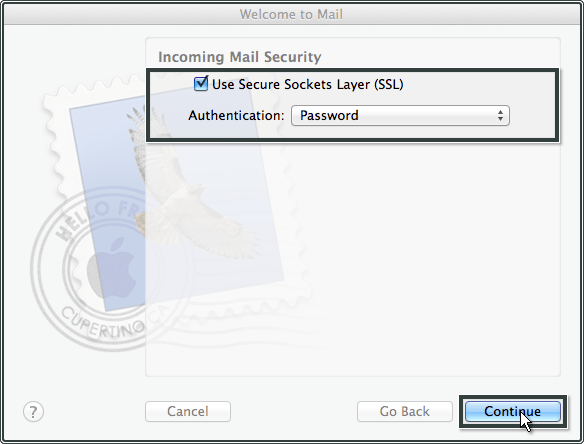 Welcome to Mail
Incoming Mail Security
Use Secure Sockets Layer (SSL)
Authentication: Password
HELLO FR
CUPERTINO CA
? Cancel Go Back Continue